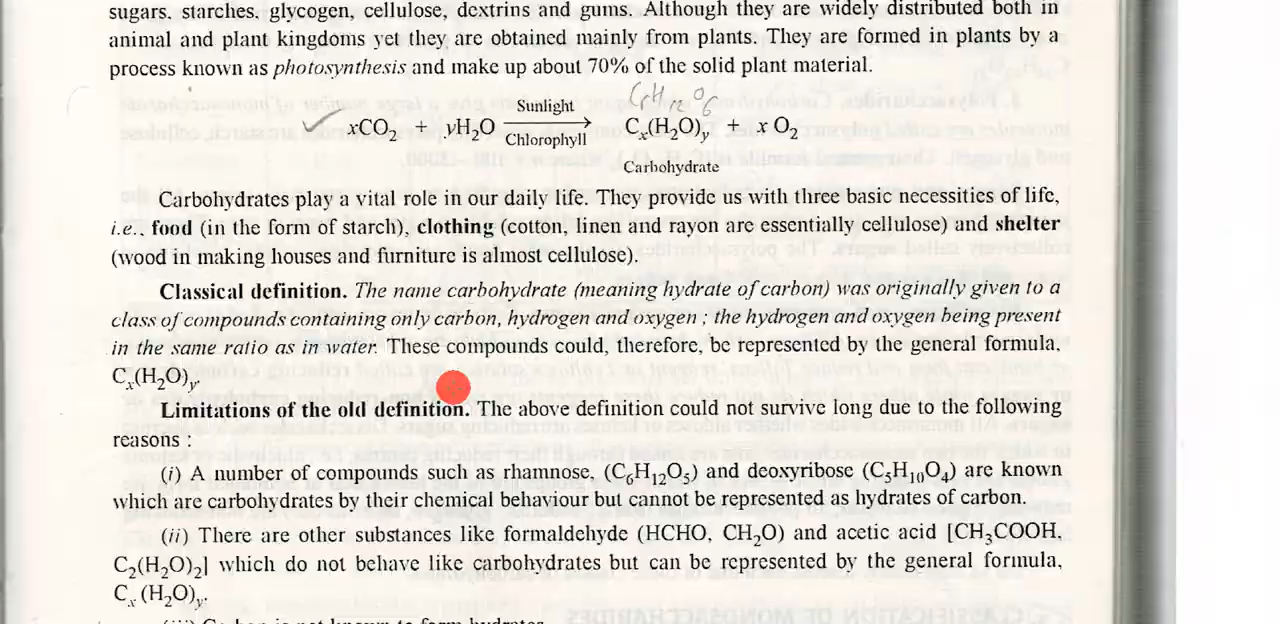 sugars, starches, glycogen, cellulose, dextrins and gums. Although they are widely distributed both in
animal and plant kingdoms yet they are obtained mainly from plants. They are formed in plants by a
process known as photosynthesis and make up about 70% of the solid plant material.
C6H12O6
xCO2 + yH2O Sunlight Chlorophyll → Cx(H2O)y + x O2
Carbohydrate
Carbohydrates play a vital role in our daily life. They provide us with three basic necessities of life,
i.e., food (in the form of starch), clothing (cotton, linen and rayon are essentially cellulose) and shelter
(wood in making houses and furniture is almost cellulose).
Classical definition. The name carbohydrate (meaning hydrate of carbon) was originally given to a
class of compounds containing only carbon, hydrogen and oxygen ; the hydrogen and oxygen being present
in the same ratio as in water. These compounds could, therefore, be represented by the general formula,
Cx(H2O)y.
Limitations of the old definition. The above definition could not survive long due to the following
reasons :
(i) A number of compounds such as rhamnose, (C6H12O5) and deoxyribose (C5H10O4) are known
which are carbohydrates by their chemical behaviour but cannot be represented as hydrates of carbon.
(ii) There are other substances like formaldehyde (HCHO, CH2O) and acetic acid [CH3COOH,
C2(H2O)2] which do not behave like carbohydrates but can be represented by the general formula,
Cx (H2O)y.
(iii) Carbon is not known to form hydrates.